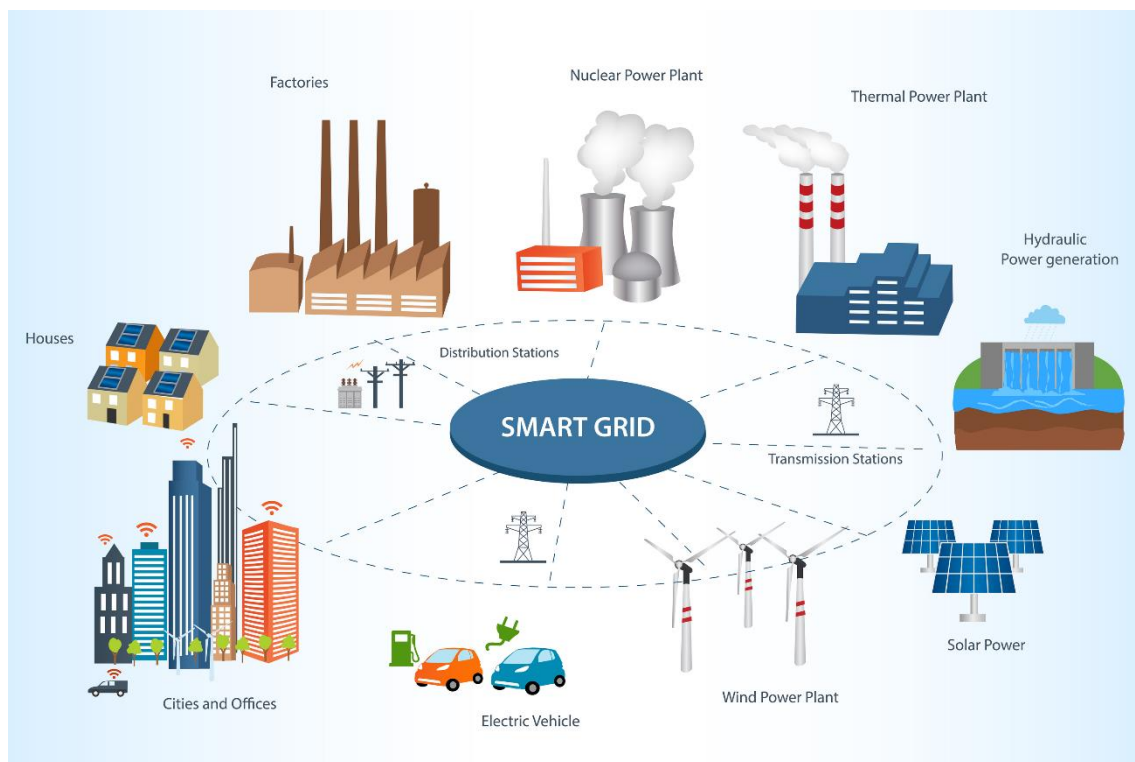 Factories
Nuclear Power Plant
Thermal Power Plant
Hydraulic
Power generation
Houses
Distribution Stations
SMART GRID
Transmission Stations
Solar Power
Wind Power Plant
Cities and Offices
Electric Vehicle